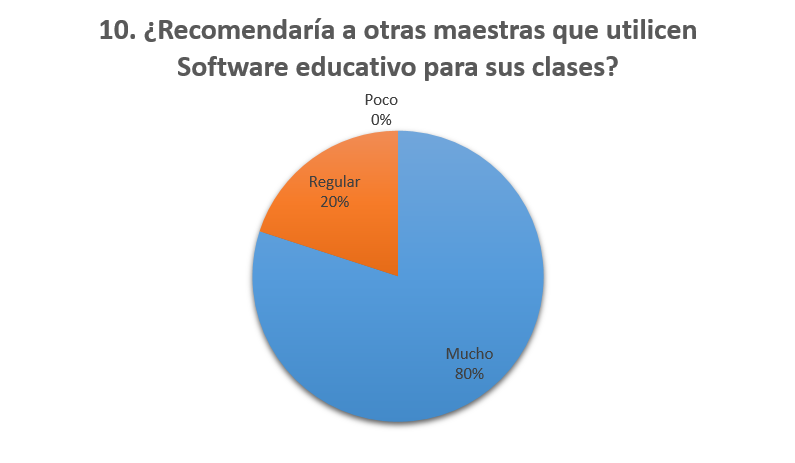 10. ¿Recomendaría a otras maestras que utilicen
Software educativo para sus clases?
Poco
0%
Regular
20%
Mucho
80%